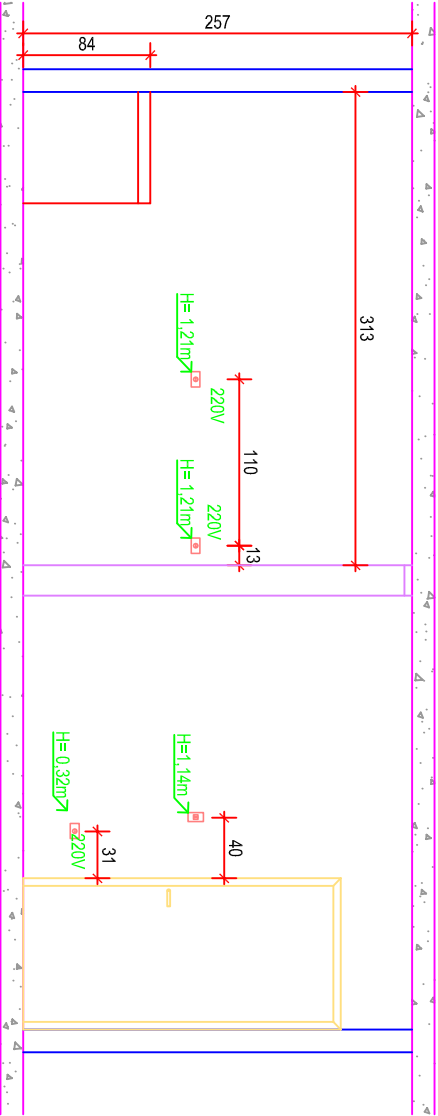 257
84
313
H= 1,21m
220V
110
H= 1,21m
220V
13
H= 0,32m
220V
31
H=1,14m
40